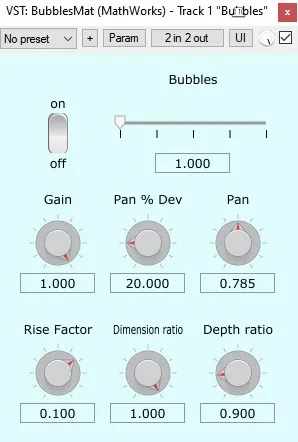 VST: BubblesMat (MathWorks) - Track 1 "Bubbles"
No preset + Param 2 in 2 out UI
Bubbles
on
off
1.000
Gain Pan % Dev Pan
1.000 20.000 0.785
Rise Factor Dimension ratio Depth ratio
0.100 1.000 0.900